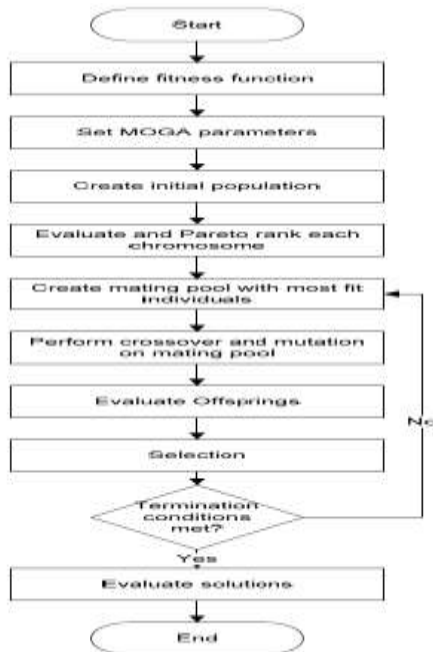 Start
Define fitness function
Set MOGA parameters
Create initial population
Evaluate and Pareto rank each
chromosome
Create mating pool with most fit
individuals
Perform crossover and mutation
on mating pool
Evaluate Offsprings
Selection
Termination
conditions
met?
No
Yes
Evaluate solutions
End